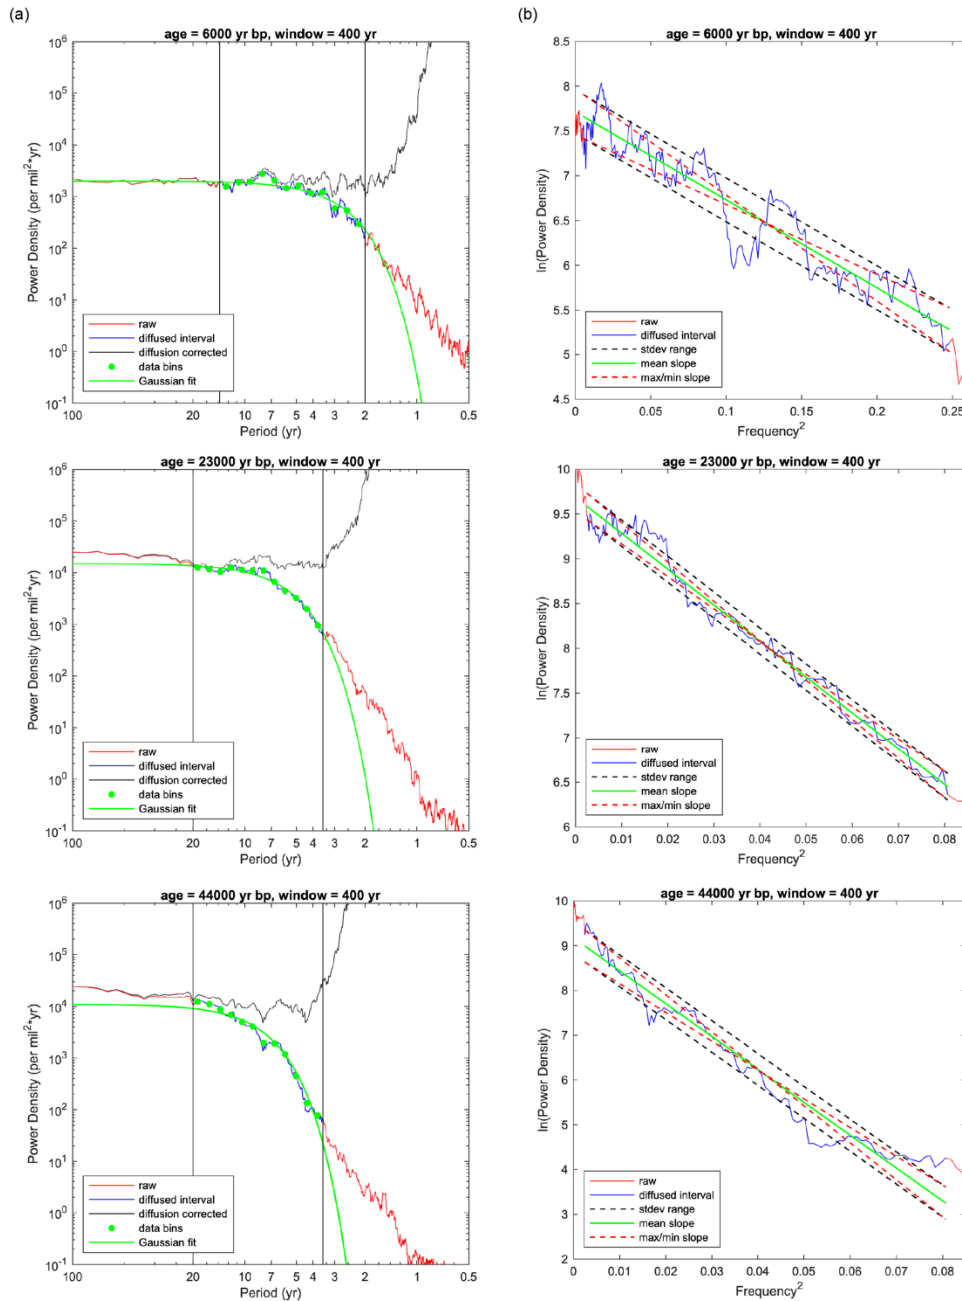 (a)
(b)
age = 6000 yr bp, window = 400 yr
10^6
10^5
10^4
10^3
10^2
10^1
10^0
10^-1
Power Density (per mil^2*yr)
raw
diffused interval
diffusion corrected
data bins
Gaussian fit
100 20 10 7 5 4 3 2 1 0.5
Period (yr)
age = 6000 yr bp, window = 400 yr
8.5
8
7.5
7
6.5
6
5.5
5
4.5
ln(Power Density)
raw
diffused interval
stdev range
mean slope
max/min slope
0 0.05 0.1 0.15 0.2 0.25
Frequency^2
age = 23000 yr bp, window = 400 yr
10^6
10^5
10^4
10^3
10^2
10^1
10^0
10^-1
Power Density (per mil^2*yr)
raw
diffused interval
diffusion corrected
data bins
Gaussian fit
100 20 10 7 5 4 3 2 1 0.5
Period (yr)
age = 23000 yr bp, window = 400 yr
10
9.5
9
8.5
8
7.5
7
6.5
6
ln(Power Density)
raw
diffused interval
stdev range
mean slope
max/min slope
0 0.01 0.02 0.03 0.04 0.05 0.06 0.07 0.08
Frequency^2
age = 44000 yr bp, window = 400 yr
10^6
10^5
10^4
10^3
10^2
10^1
10^0
10^-1
Power Density (per mil^2*yr)
raw
diffused interval
diffusion corrected
data bins
Gaussian fit
100 20 10 7 5 4 3 2 1 0.5
Period (yr)
age = 44000 yr bp, window = 400 yr
10
9
8
7
6
5
4
3
2
ln(Power Density)
raw
diffused interval
stdev range
mean slope
max/min slope
0 0.01 0.02 0.03 0.04 0.05 0.06 0.07 0.08
Frequency^2